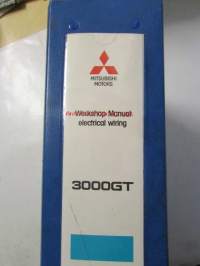 MITSUBISHI
MOTORS
Workshop Manual
electrical wiring
3000GT